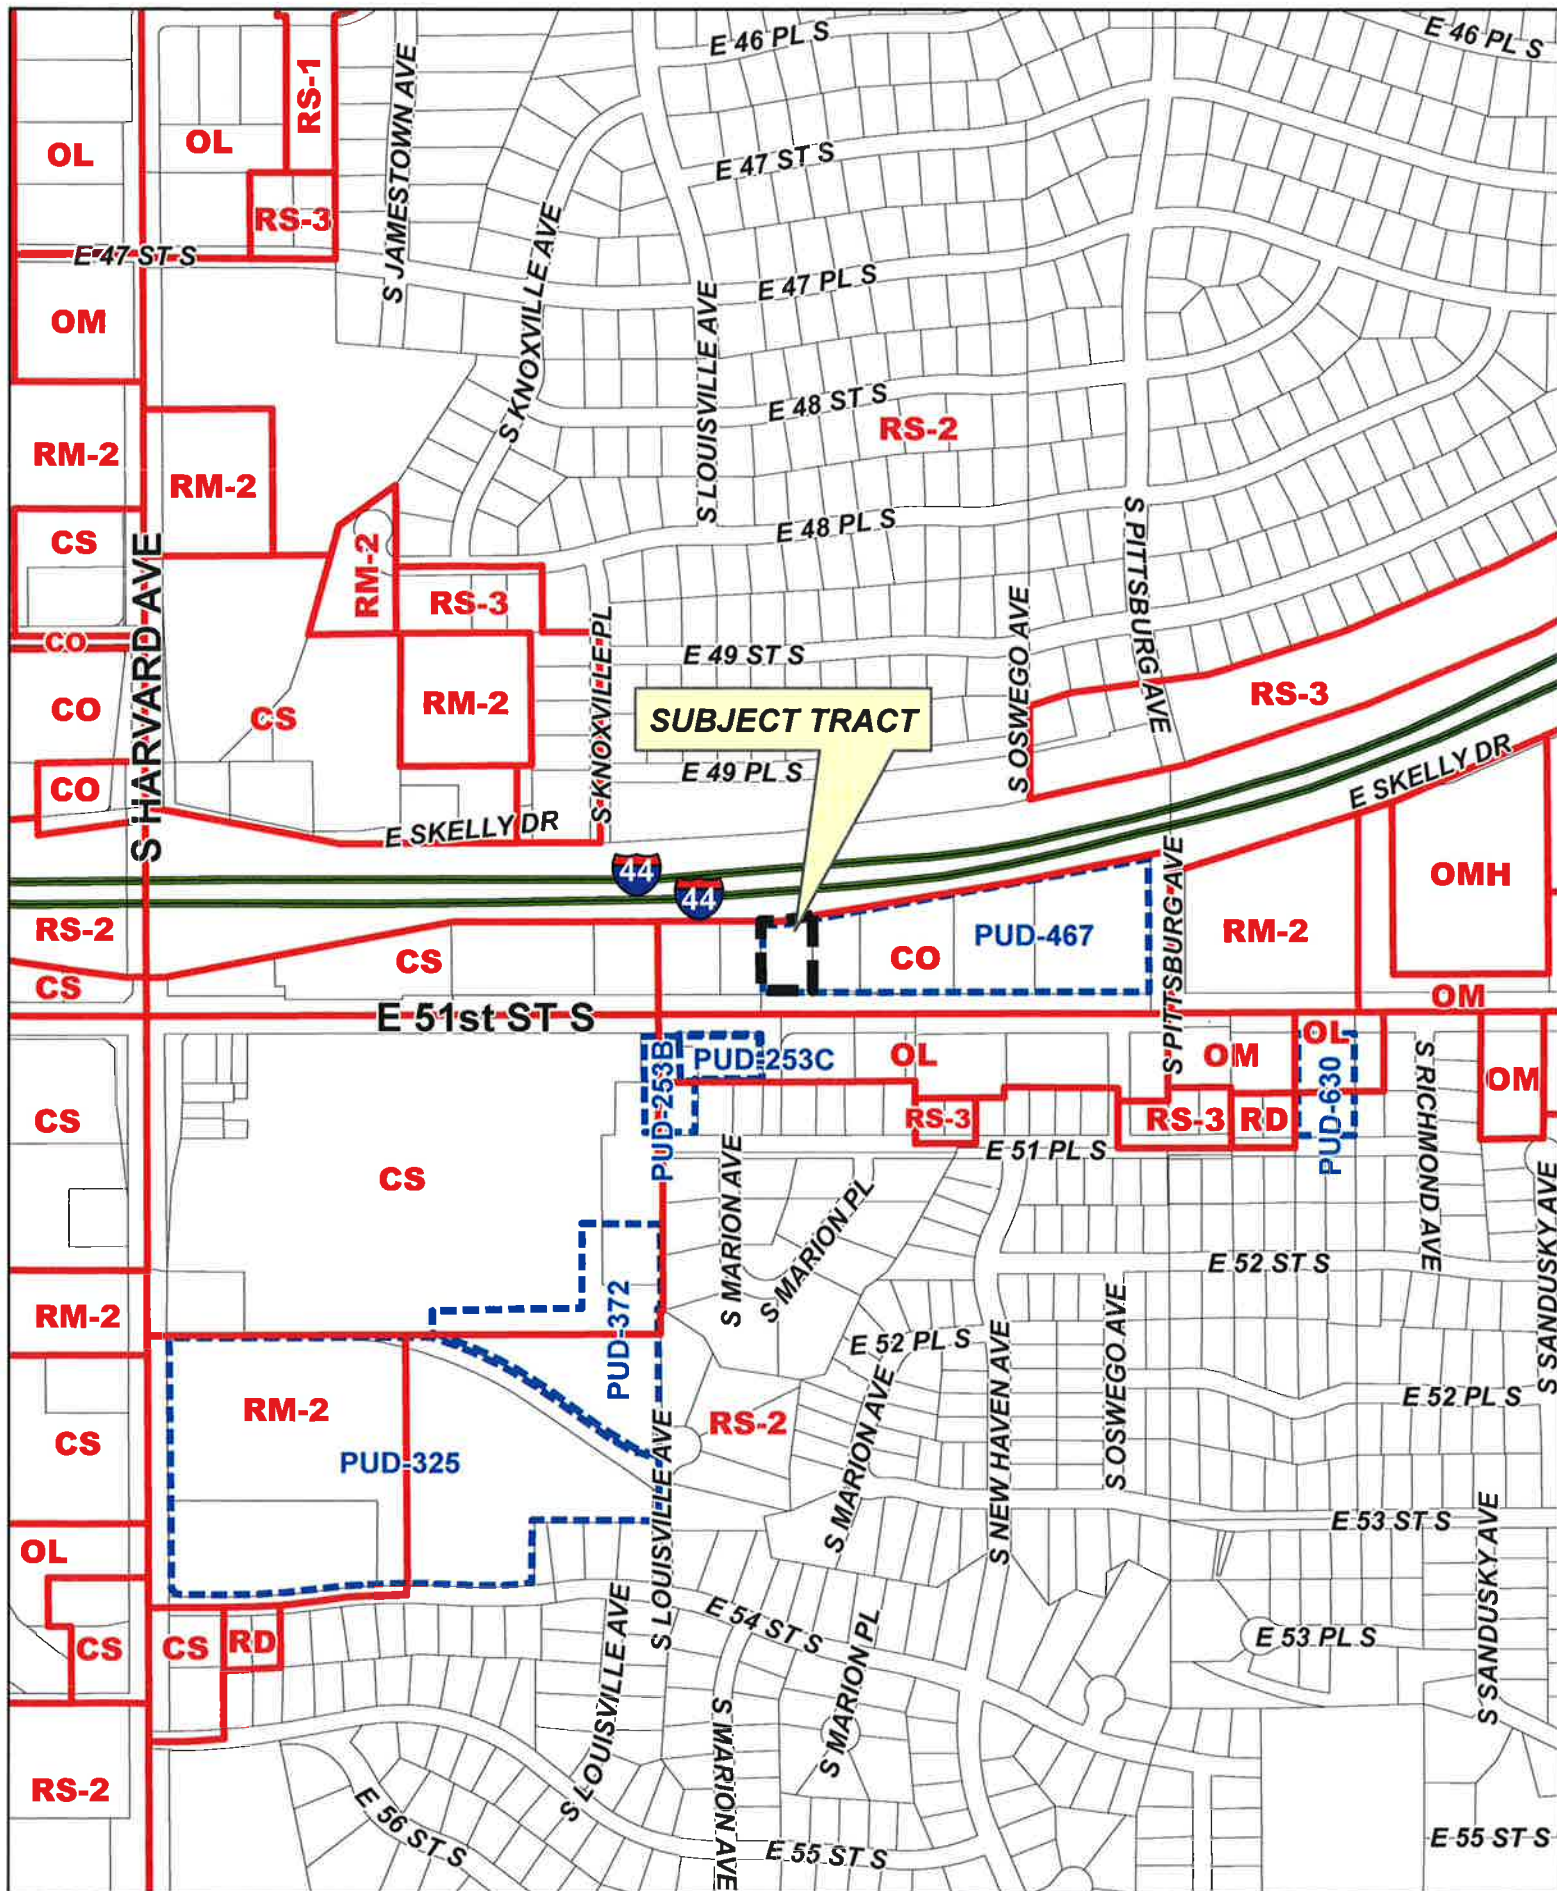 E 46 PL S
E 46 PL S
S JAMESTOWN AVE
RS-1
OL
OL
E 47 ST S
RS-3
E 47 ST S
S KNOXVILLE AVE
E 47 PL S
S LOUISVILLE AVE
OM
E 48 ST S
RS-2
RM-2
RM-2
E 48 PL S
S PITTSBURG AVE
CS
S HARVARD AVE
RM-2
RS-3
S OSWEGO AVE
CO
S KNOXVILLE PL
E 49 ST S
CO
CS
RM-2
SUBJECT TRACT
RS-3
E 49 PL S
CO
E SKELLY DR
E SKELLY DR
44
44
S PITTSBURG AVE
OMH
RS-2
CS
CO
PUD-467
RM-2
CS
OM
E 51st ST S
PUD-253B
PUD-253C
OL
OM
OL
PUD-630
S RICHMOND AVE
OM
CS
RS-3
RS-3
RD
E 51 PL S
CS
S MARION AVE
S MARION PL
S SANDUSKY AVE
E 52 ST S
RM-2
PUD-372
E 52 PL S
S NEW HAVEN AVE
S OSWEGO AVE
E 52 PL S
RM-2
RS-2
CS
PUD-325
S LOUISVILLE AVE
S MARION AVE
E 53 ST S
S SANDUSKY AVE
OL
S LOUISVILLE AVE
E 54 ST S
S MARION PL
E 53 PL S
CS
CS
RD
S MARION AVE
RS-2
E 56 ST S
E 55 ST S
E 55 ST S